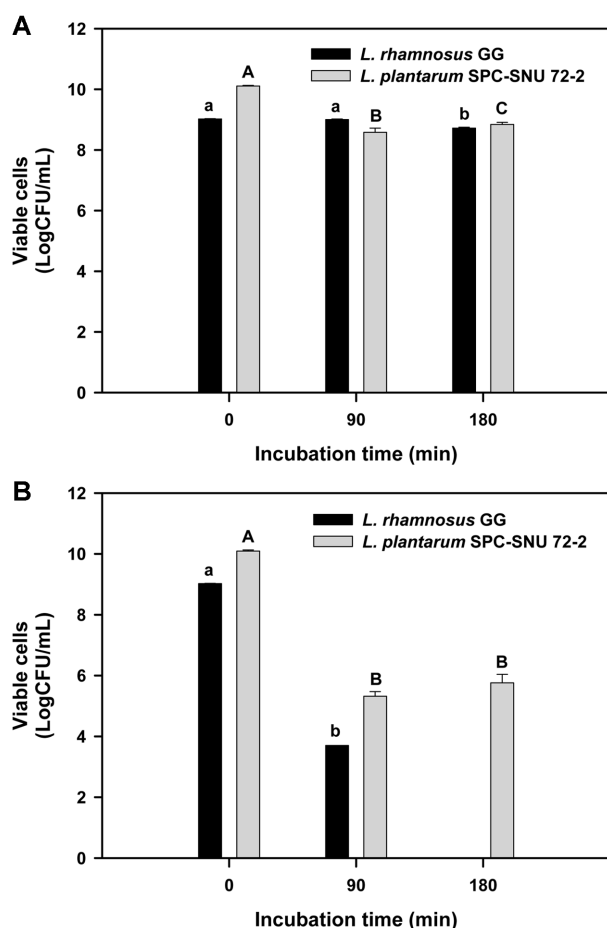 A
12
10
8
6
4
2
0
Viable cells
(LogCFU/mL)
L. rhamnosus GG
L. plantarum SPC-SNU 72-2
a
A
a
B
b
C
0
90
180
Incubation time (min)
B
12
10
8
6
4
2
0
Viable cells
(LogCFU/mL)
L. rhamnosus GG
L. plantarum SPC-SNU 72-2
a
A
b
B
B
0
90
180
Incubation time (min)